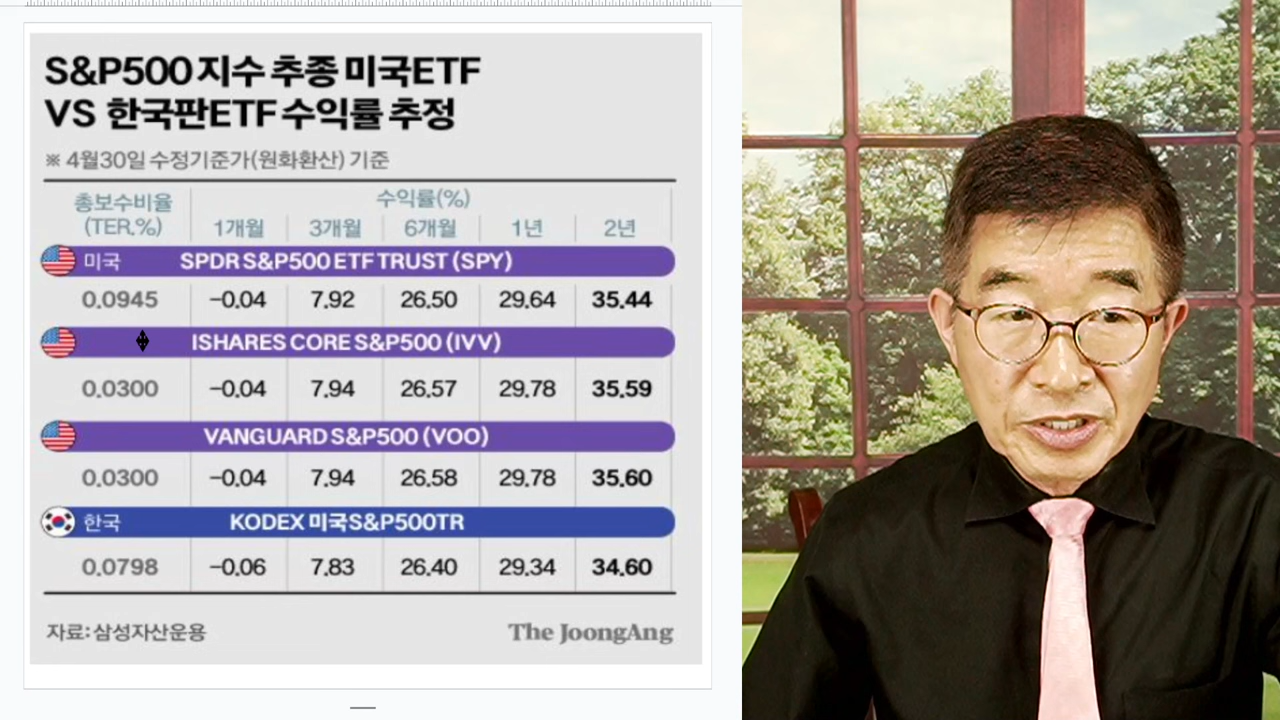 S&P500 지수 추종 미국ETF
VS 한국판ETF 수익률 추정
※ 4월30일 수정기준가(원화환산) 기준
총보수비율
(TER.%)
수익률(%)
1개월 3개월 6개월 1년 2년
미국 SPDR S&P500 ETF TRUST (SPY)
0.0945 −0.04 7.92 26.50 29.64 35.44
ISHARES CORE S&P500 (IVV)
0.0300 −0.04 7.94 26.57 29.78 35.59
VANGUARD S&P500 (VOO)
0.0300 −0.04 7.94 26.58 29.78 35.60
한국 KODEX 미국S&P500TR
0.0798 −0.06 7.83 26.40 29.34 34.60
자료:삼성자산운용 The JoongAng